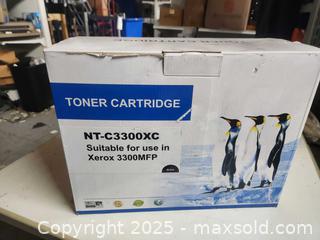 TONER CARTRIDGE
NT-C3300XC
Suitable for use in
Xerox 3300MFP
Copyright © 2025 - maxsold.com